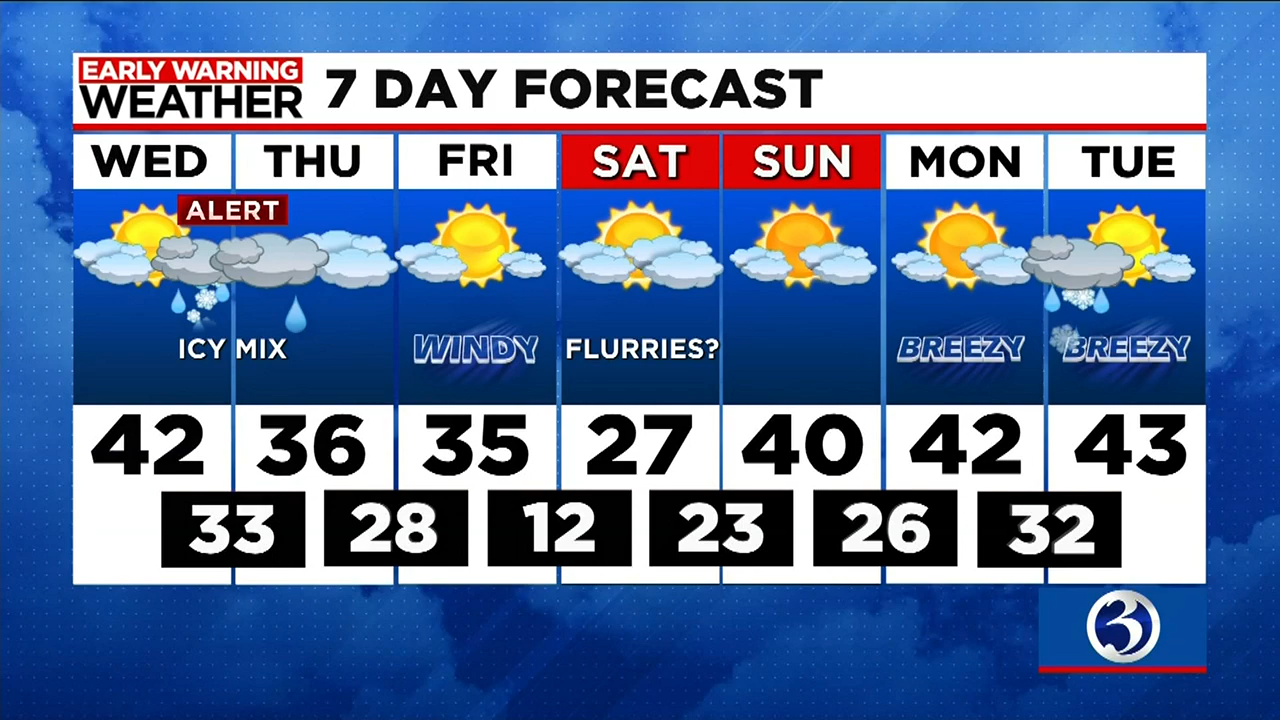 EARLY WARNING
WEATHER
7 DAY FORECAST
WED THU FRI SAT SUN MON TUE
ALERT
ICY MIX WINDY FLURRIES? BREEZY BREEZY
42 36 35 27 40 42 43
33 28 12 23 26 32
3